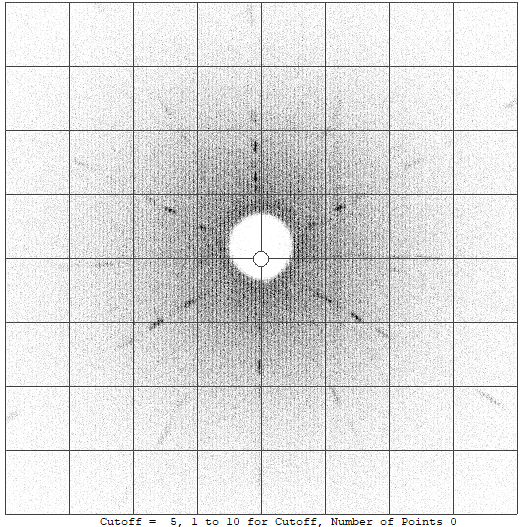 Cutoff =  5, 1 to 10 for Cutoff, Number of Points 0